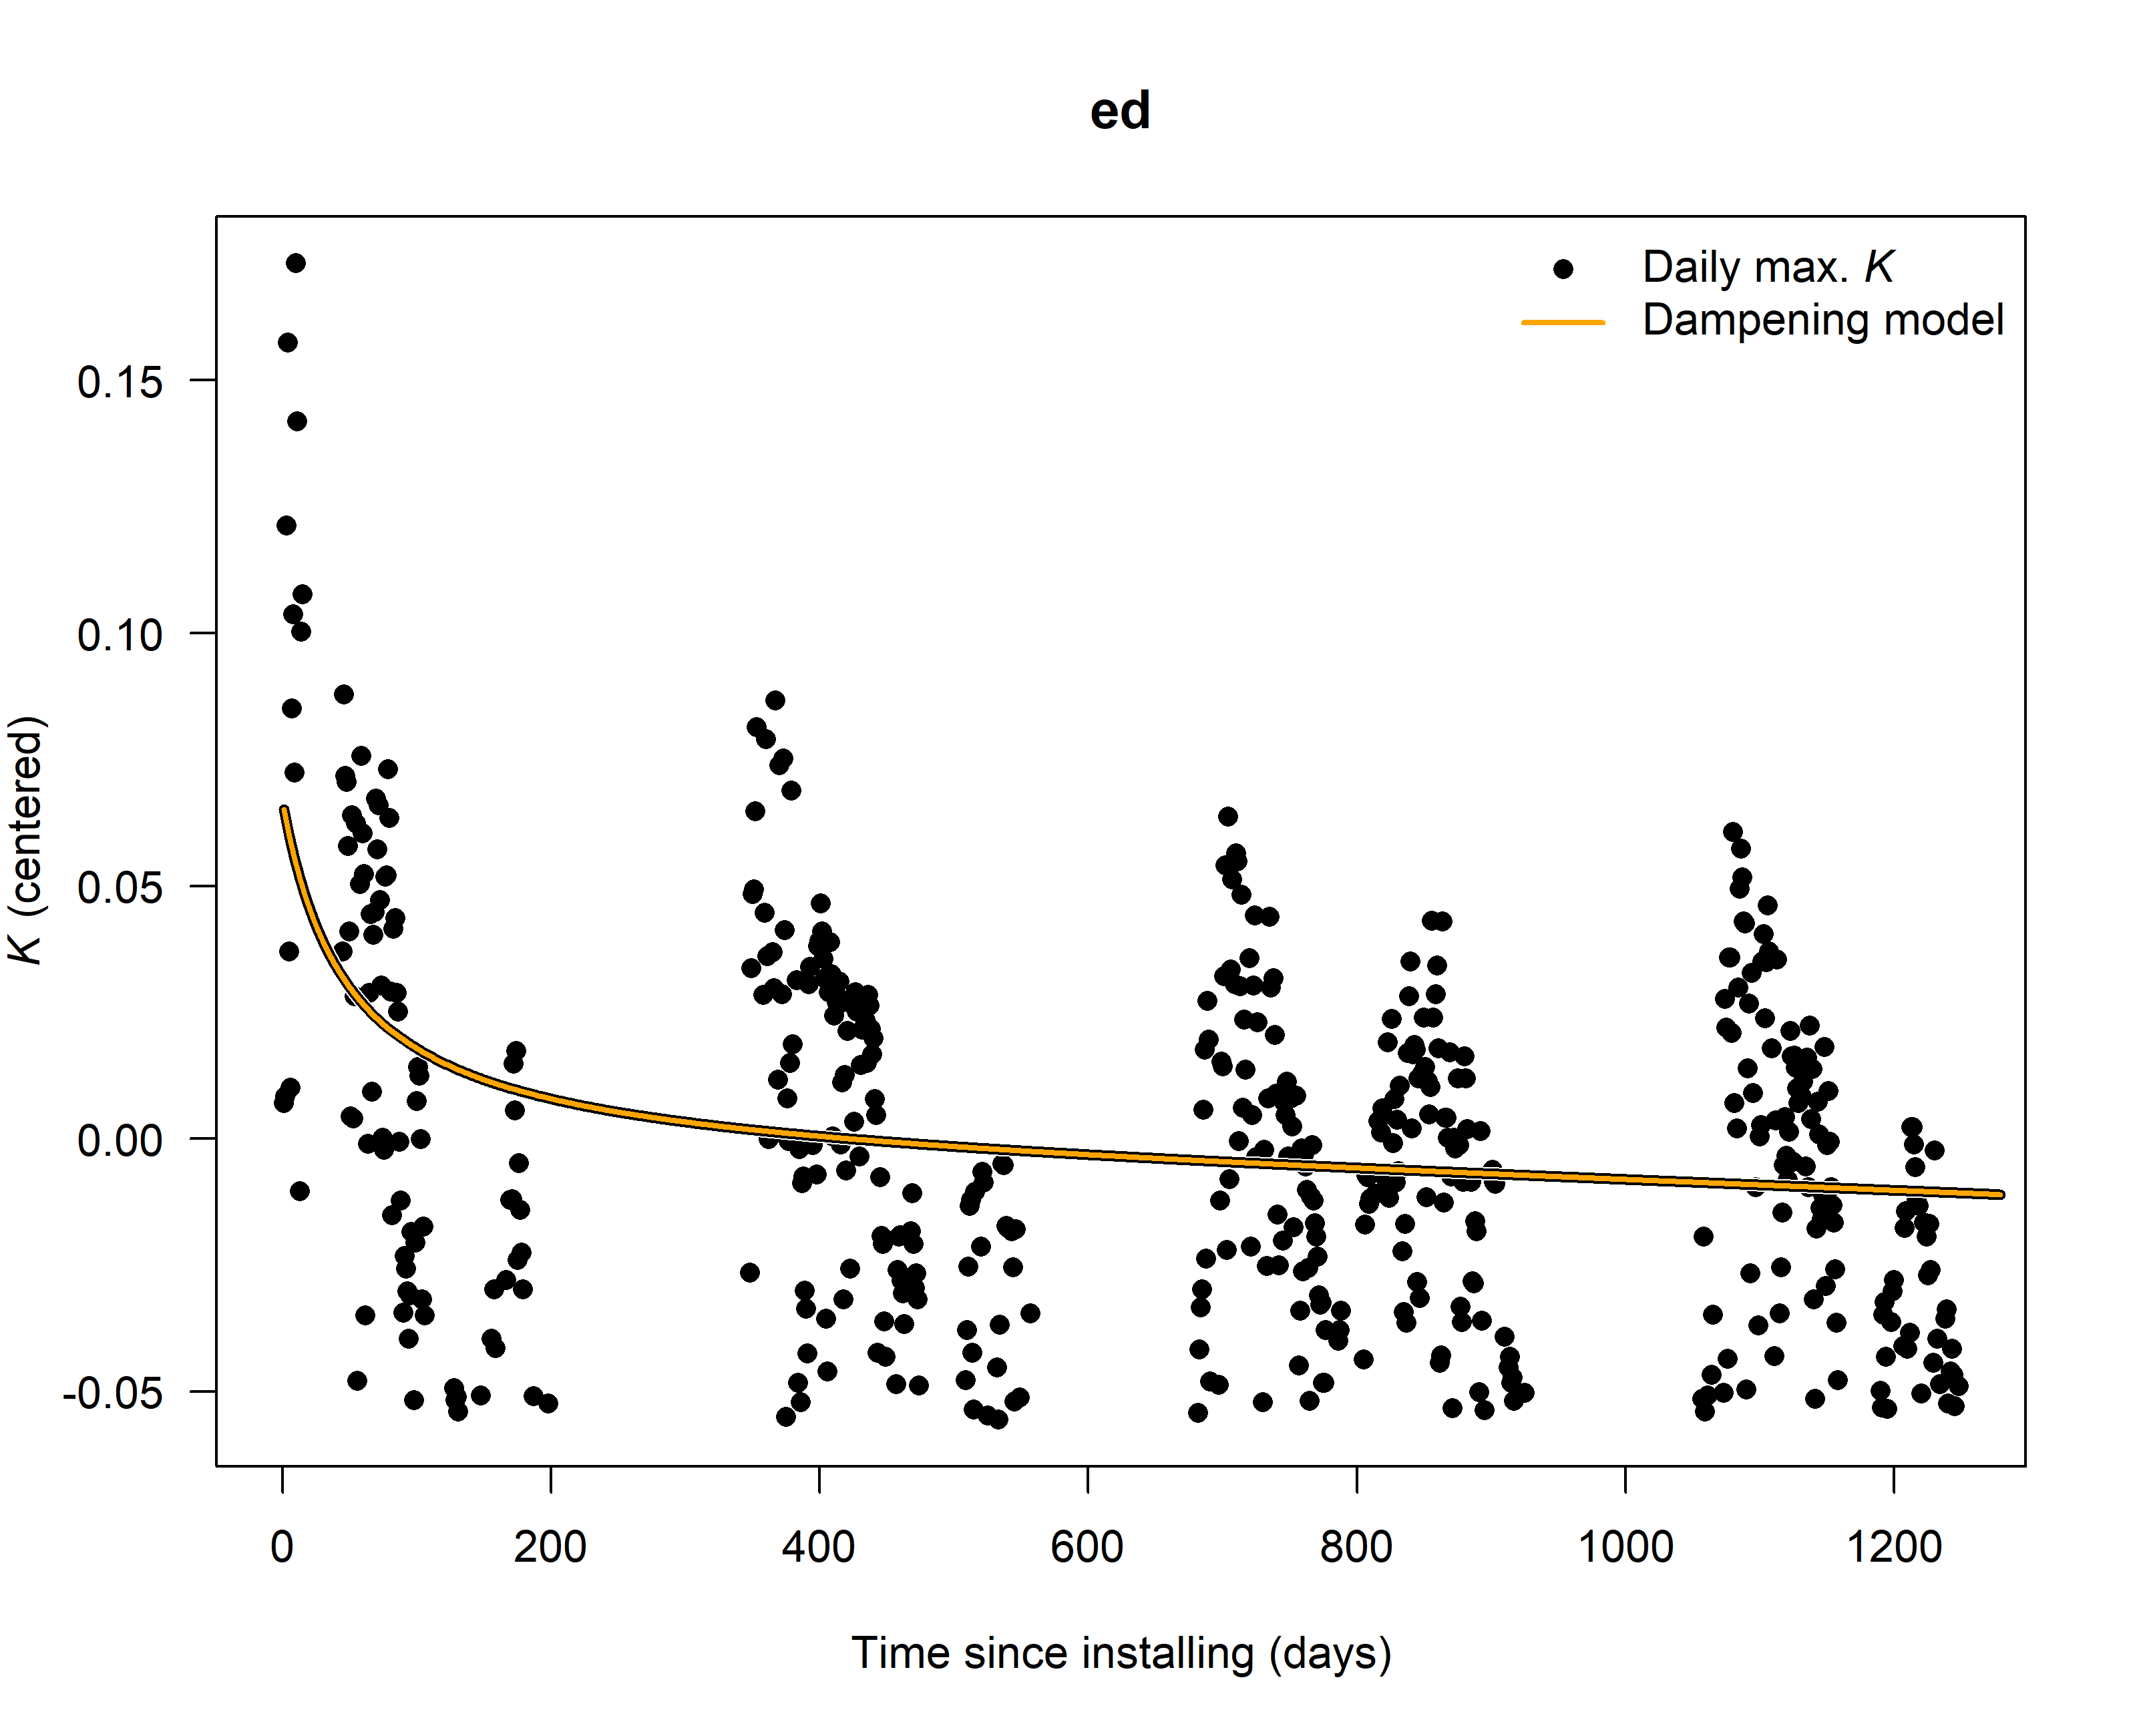 ed
Daily max. K
Dampening model
0.15
0.10
0.05
0.00
-0.05
K (centered)
0 200 400 600 800 1000 1200
Time since installing (days)